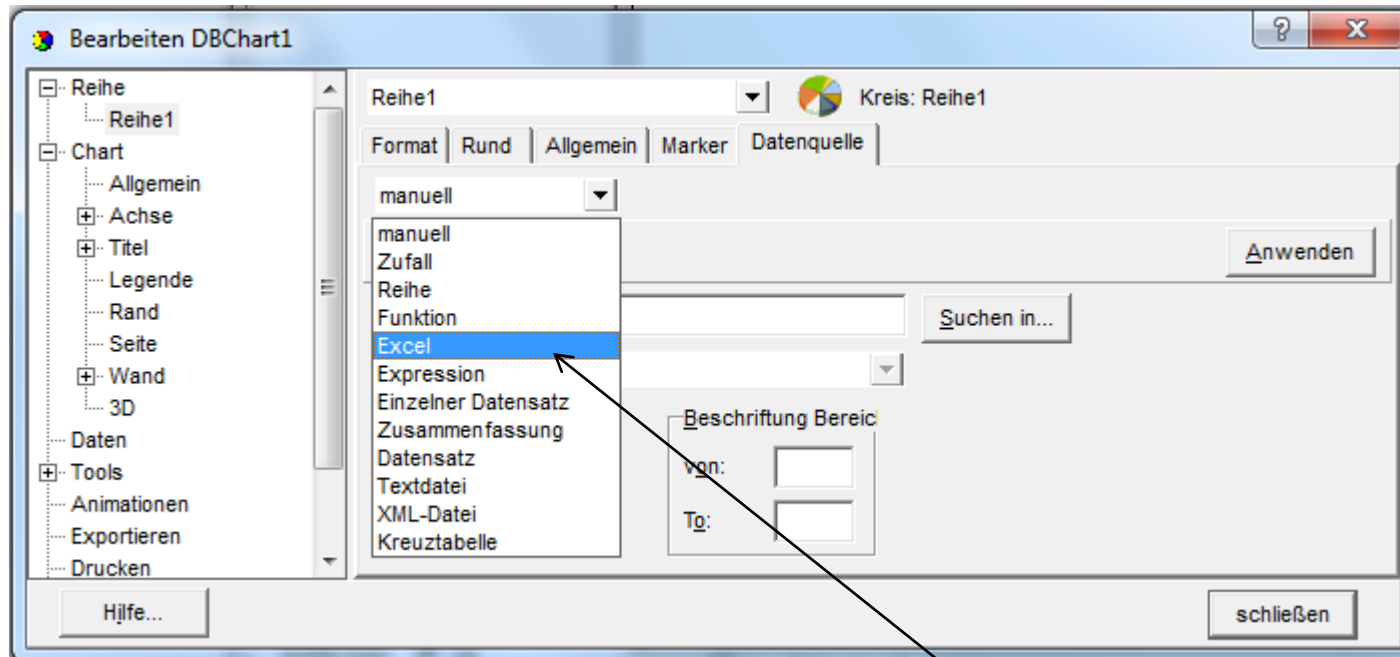 Bearbeiten DBChart1
?
X
Reihe
Reihe1
Chart
Allgemein
Achse
Titel
Legende
Rand
Seite
Wand
3D
Daten
Tools
Animationen
Exportieren
Drucken
Reihe1
Kreis: Reihe1
Format Rund Allgemein Marker Datenquelle
manuell
manuell
Zufall
Reihe
Funktion
Excel
Expression
Einzelner Datensatz
Zusammenfassung
Datensatz
Textdatei
XML-Datei
Kreuztabelle
Anwenden
Suchen in...
Beschriftung Bereic
von:
To:
Hilfe...
schließen